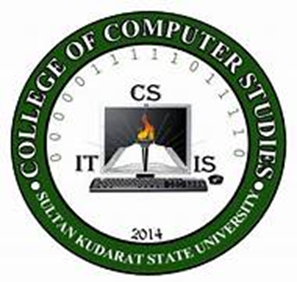 COLLEGE OF COMPUTER STUDIES
CS
IT
IS
2014
SULTAN KUDARAT STATE UNIVERSITY